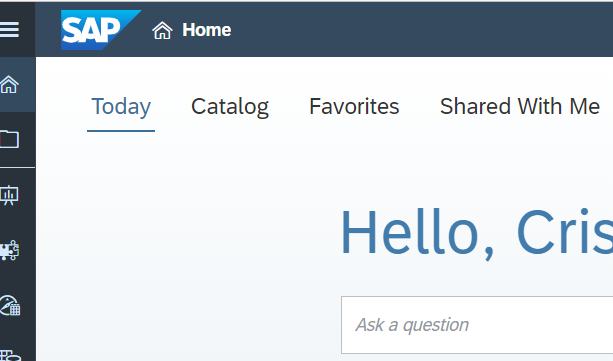 SAP Home
Today Catalog Favorites Shared With Me
Hello, Cris
Ask a question